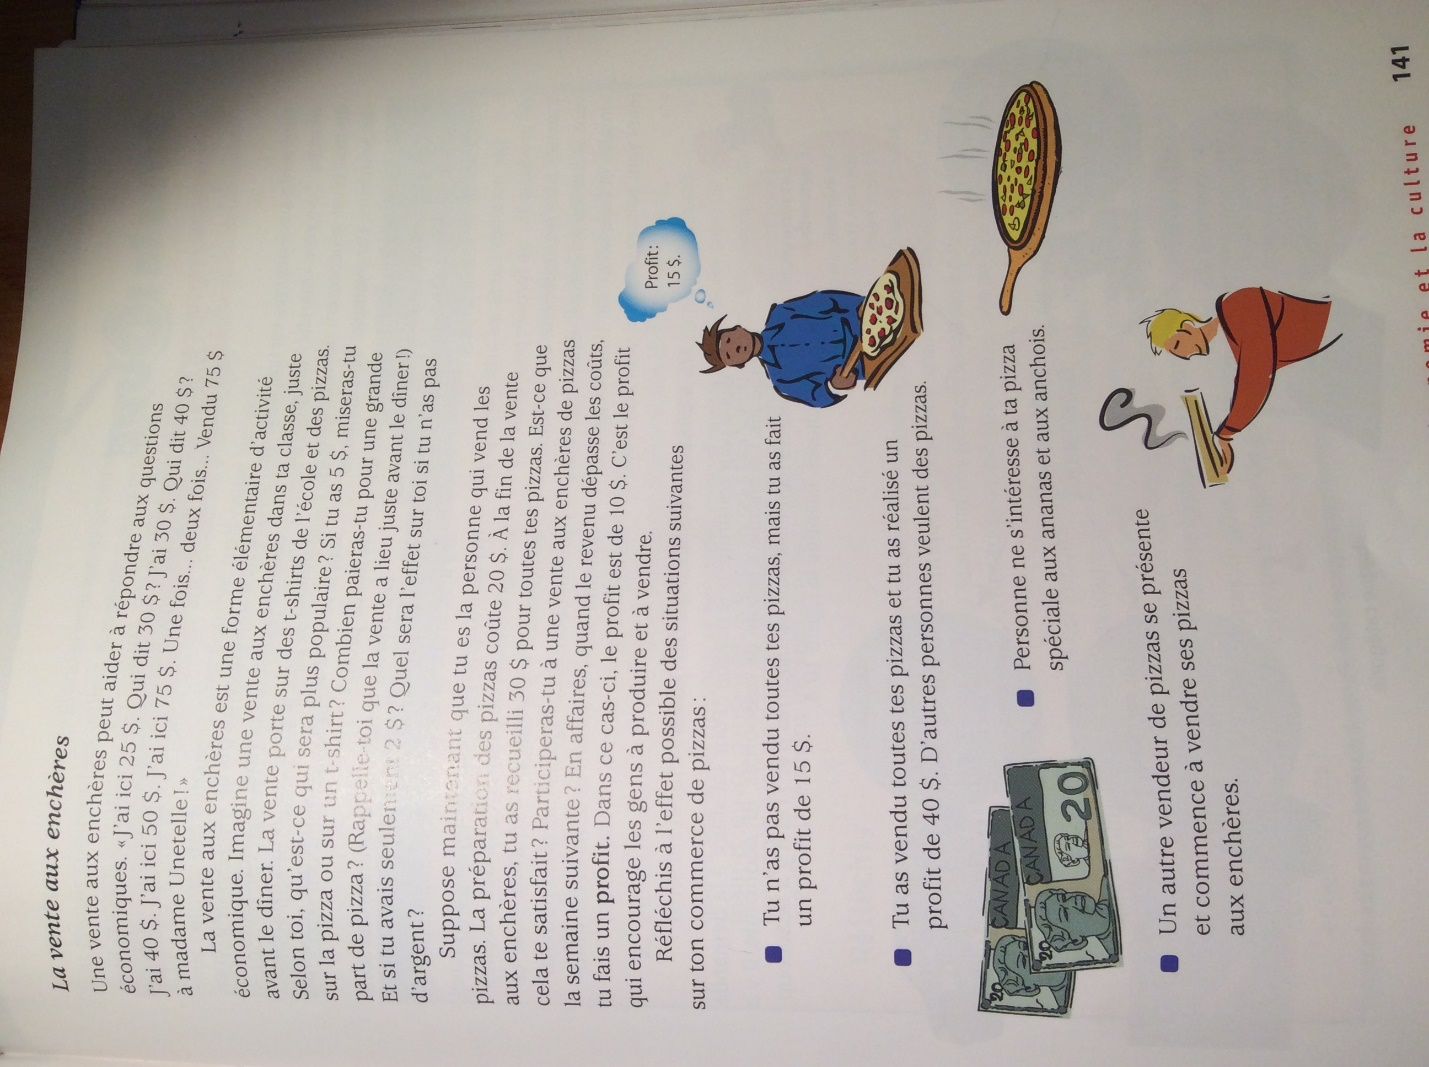 La vente aux enchères
Une vente aux enchères peut aider à répondre aux questions
économiques. «J'ai ici 25 $. Qui dit 30 $? J'ai 30 $. Qui dit 40 $?
J'ai 40 $. J'ai ici 50 $. J'ai ici 75 $. Une fois... deux fois... Vendu 75 $
à madame Unetelle!»
La vente aux enchères est une forme élémentaire d'activité
économique. Imagine une vente aux enchères dans ta classe, juste
avant le dîner. La vente porte sur des t-shirts de l'école et des pizzas.
Selon toi, qu'est-ce qui sera plus populaire? Si tu as 5 $, miseras-tu
sur la pizza ou sur un t-shirt? Combien paieras-tu pour une grande
part de pizza? (Rappelle-toi que la vente a lieu juste avant le dîner!)
Et si tu avais seulement 2 $? Quel sera l'effet sur toi si tu n'as pas
d'argent?
Suppose maintenant que tu es la personne qui vend les
pizzas. La préparation des pizzas coûte 20 $. À la fin de la vente
aux enchères, tu as recueilli 30 $ pour toutes tes pizzas. Est-ce que
cela te satisfait? Participeras-tu à une vente aux enchères de pizzas
la semaine suivante? En affaires, quand le revenu dépasse les coûts,
tu fais un profit. Dans ce cas-ci, le profit est de 10 $. C'est le profit
qui encourage les gens à produire et à vendre.
Réfléchis à l'effet possible des situations suivantes
sur ton commerce de pizzas:
Profit:
15 $.
Tu n'as pas vendu toutes tes pizzas, mais tu as fait
un profit de 15 $.
Tu as vendu toutes tes pizzas et tu as réalisé un
profit de 40 $. D'autres personnes veulent des pizzas.
CANADA
20
CANADA
20
20
Personne ne s'intéresse à ta pizza
spéciale aux ananas et aux anchois.
Un autre vendeur de pizzas se présente
et commence à vendre ses pizzas
aux enchères.
et la culture
141